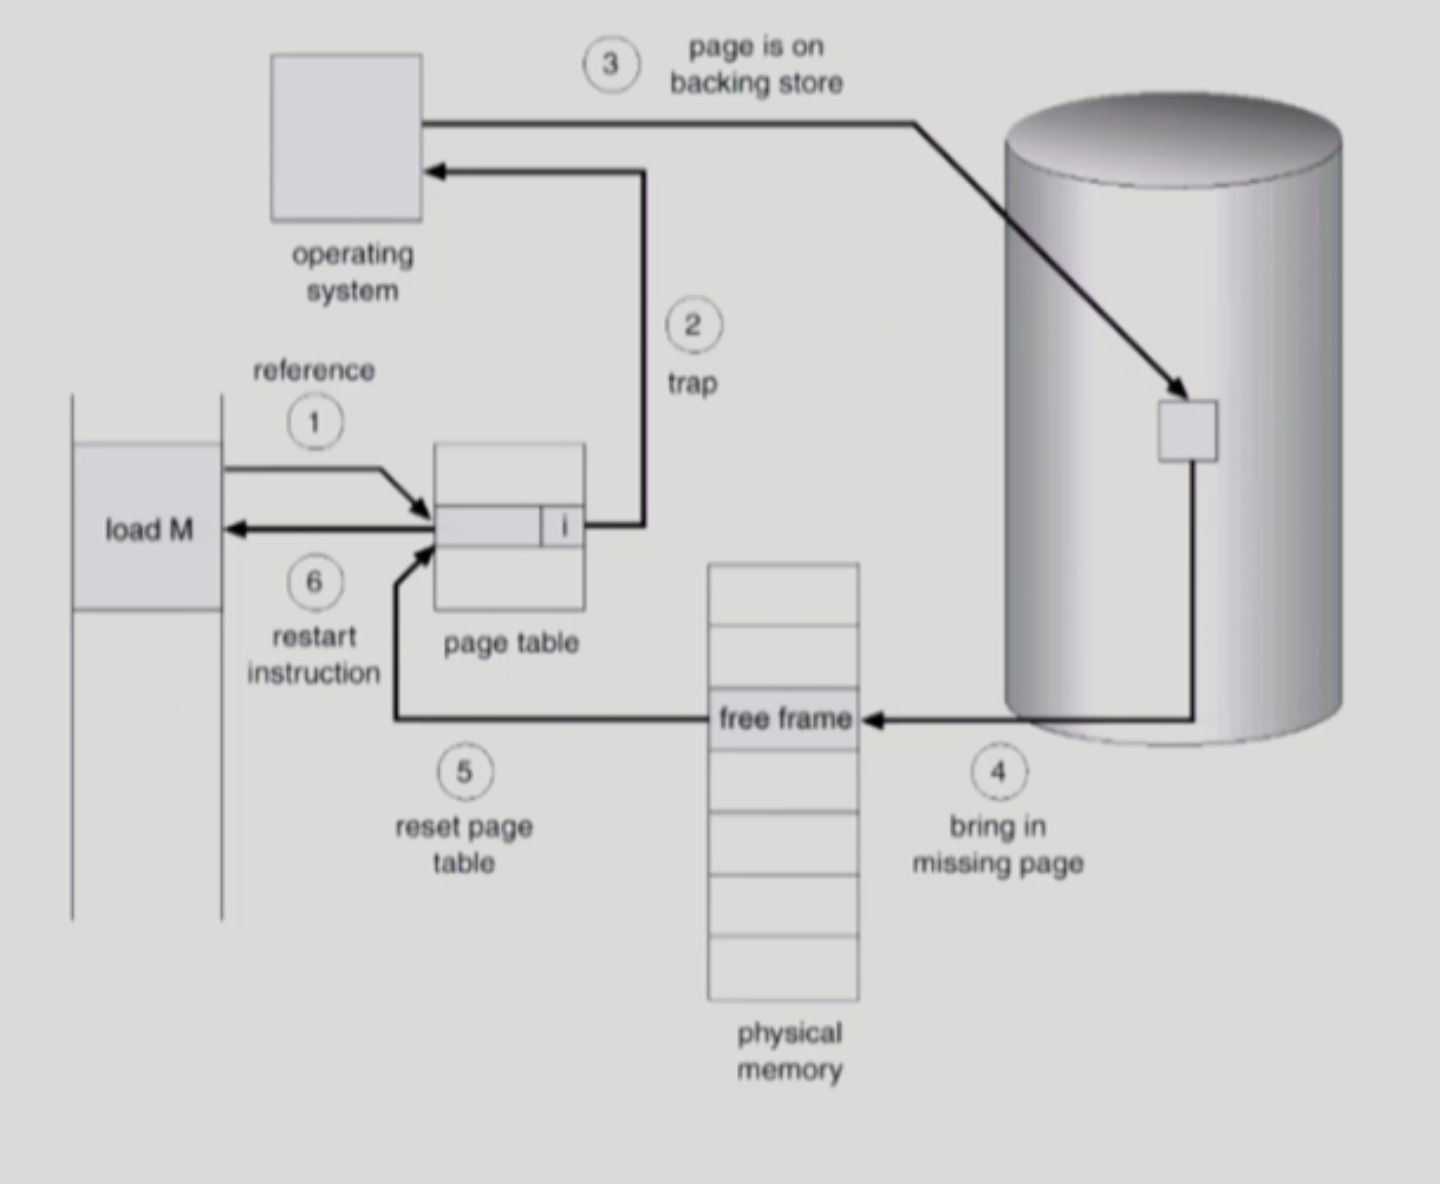 3
page is on
backing store
operating
system
2
trap
reference
1
load M
i
6
restart
instruction
page table
free frame
5
reset page
table
4
bring in
missing page
physical
memory